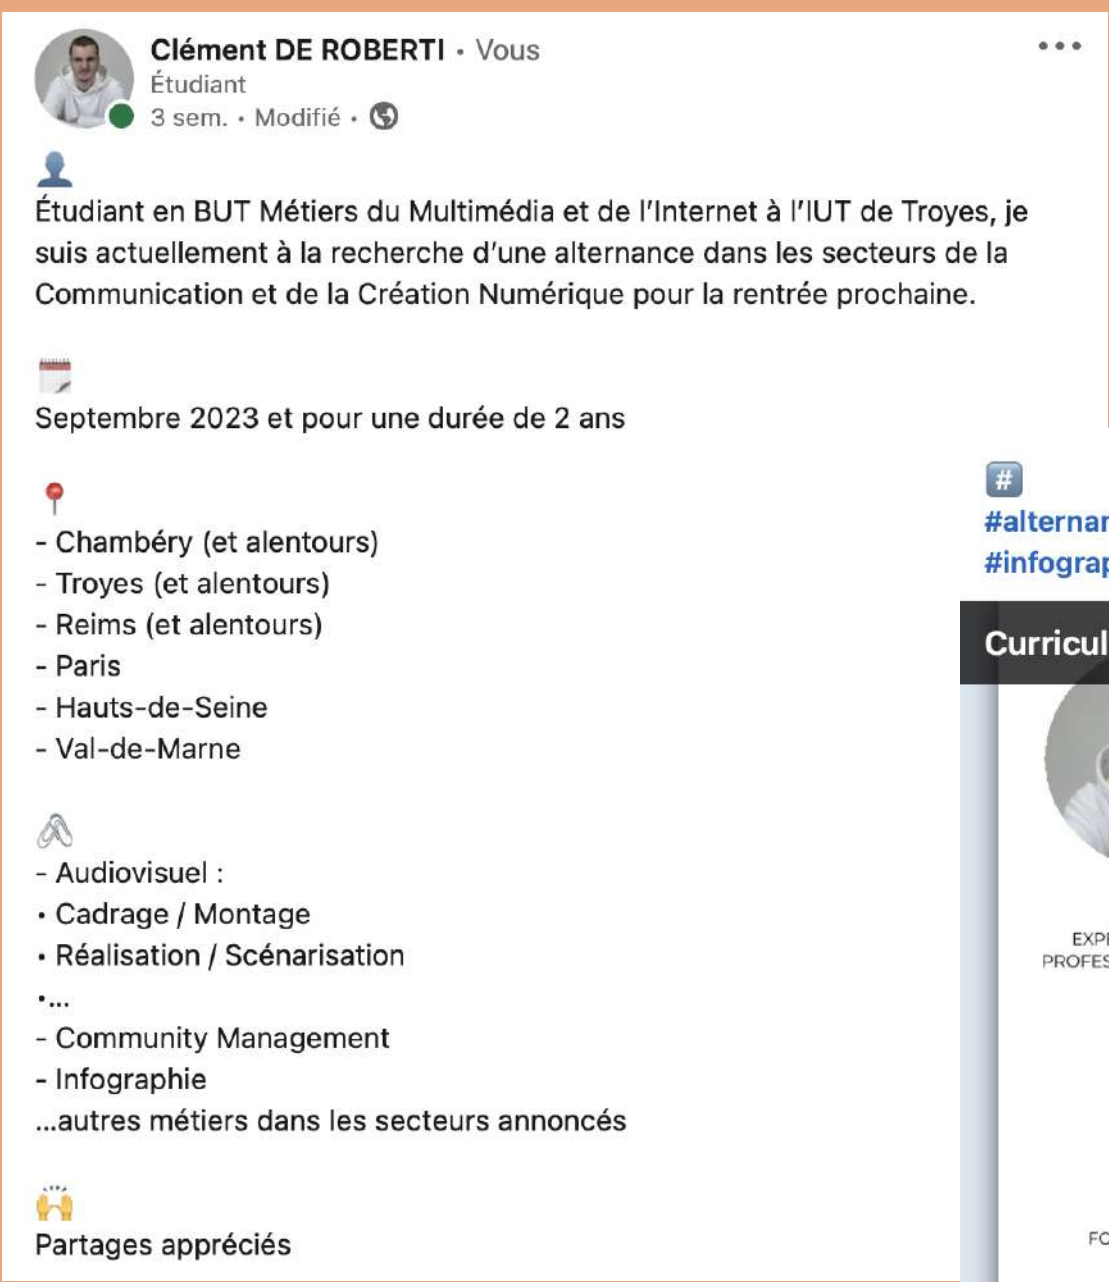 Clément DE ROBERTI • Vous
Étudiant
3 sem. • Modifié •
Étudiant en BUT Métiers du Multimédia et de l'Internet à l'IUT de Troyes, je
suis actuellement à la recherche d'une alternance dans les secteurs de la
Communication et de la Création Numérique pour la rentrée prochaine.
Septembre 2023 et pour une durée de 2 ans
- Chambéry (et alentours)
- Troyes (et alentours)
- Reims (et alentours)
- Paris
- Hauts-de-Seine
- Val-de-Marne
- Audiovisuel :
• Cadrage / Montage
• Réalisation / Scénarisation
•...
- Community Management
- Infographie
...autres métiers dans les secteurs annoncés
Partages appréciés
#